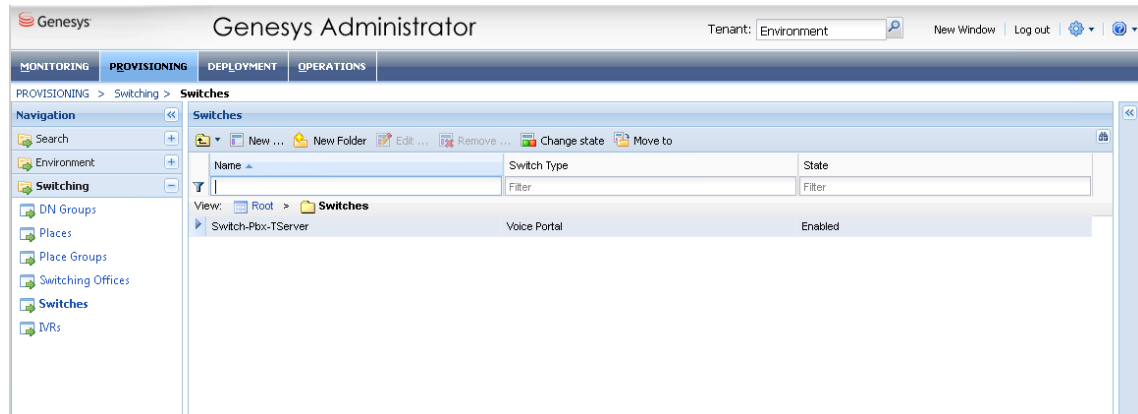 Genesys
Genesys Administrator
Tenant: Environment
New Window | Log out
MONITORING PROVISIONING DEPLOYMENT OPERATIONS
PROVISIONING > Switching > Switches
Navigation
Switches
Search
New ... New Folder Edit ... Remove ... Change state Move to
Environment
Name Switch Type State
Switching
Filter Filter
View: Root > Switches
DN Groups
Switch-Pbx-TServer Voice Portal Enabled
Places
Place Groups
Switching Offices
Switches
IVRs